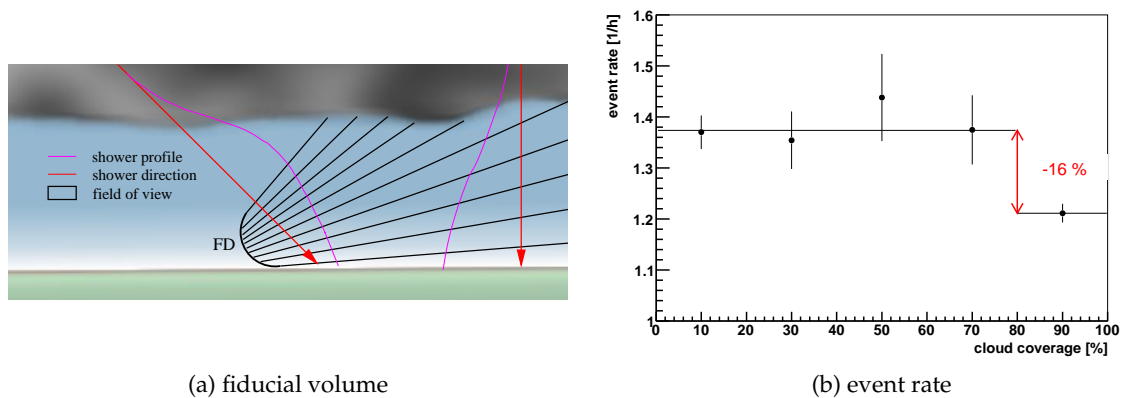 shower profile
shower direction
field of view
FD
(a) fiducial volume
event rate [1/h]
1.6
1.5
1.4
1.3
1.2
1.1
1
-16 %
0 10 20 30 40 50 60 70 80 90 100
cloud coverage [%]
(b) event rate